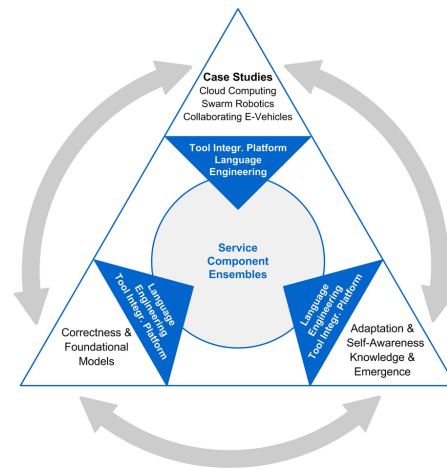 Case Studies
Cloud Computing
Swarm Robotics
Collaborating E-Vehicles
Tool Integr. Platform
Language
Engineering
Service
Component
Ensembles
Language
Engineering
Tool Integr. Platform
Language
Engineering
Tool Integr. Platform
Correctness &
Foundational
Models
Adaptation &
Self-Awareness
Knowledge &
Emergence